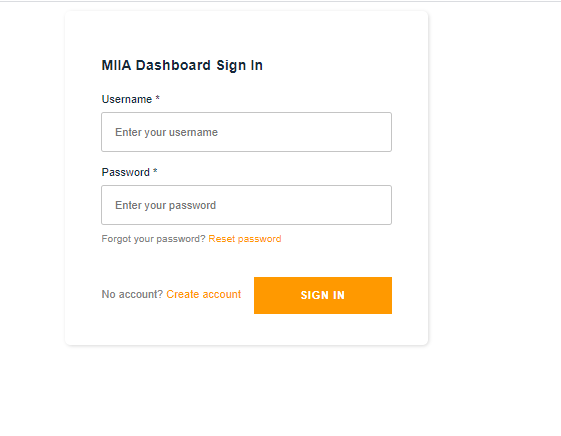 MIIA Dashboard Sign In
Username *
Enter your username
Password *
Enter your password
Forgot your password? Reset password
No account? Create account
SIGN IN